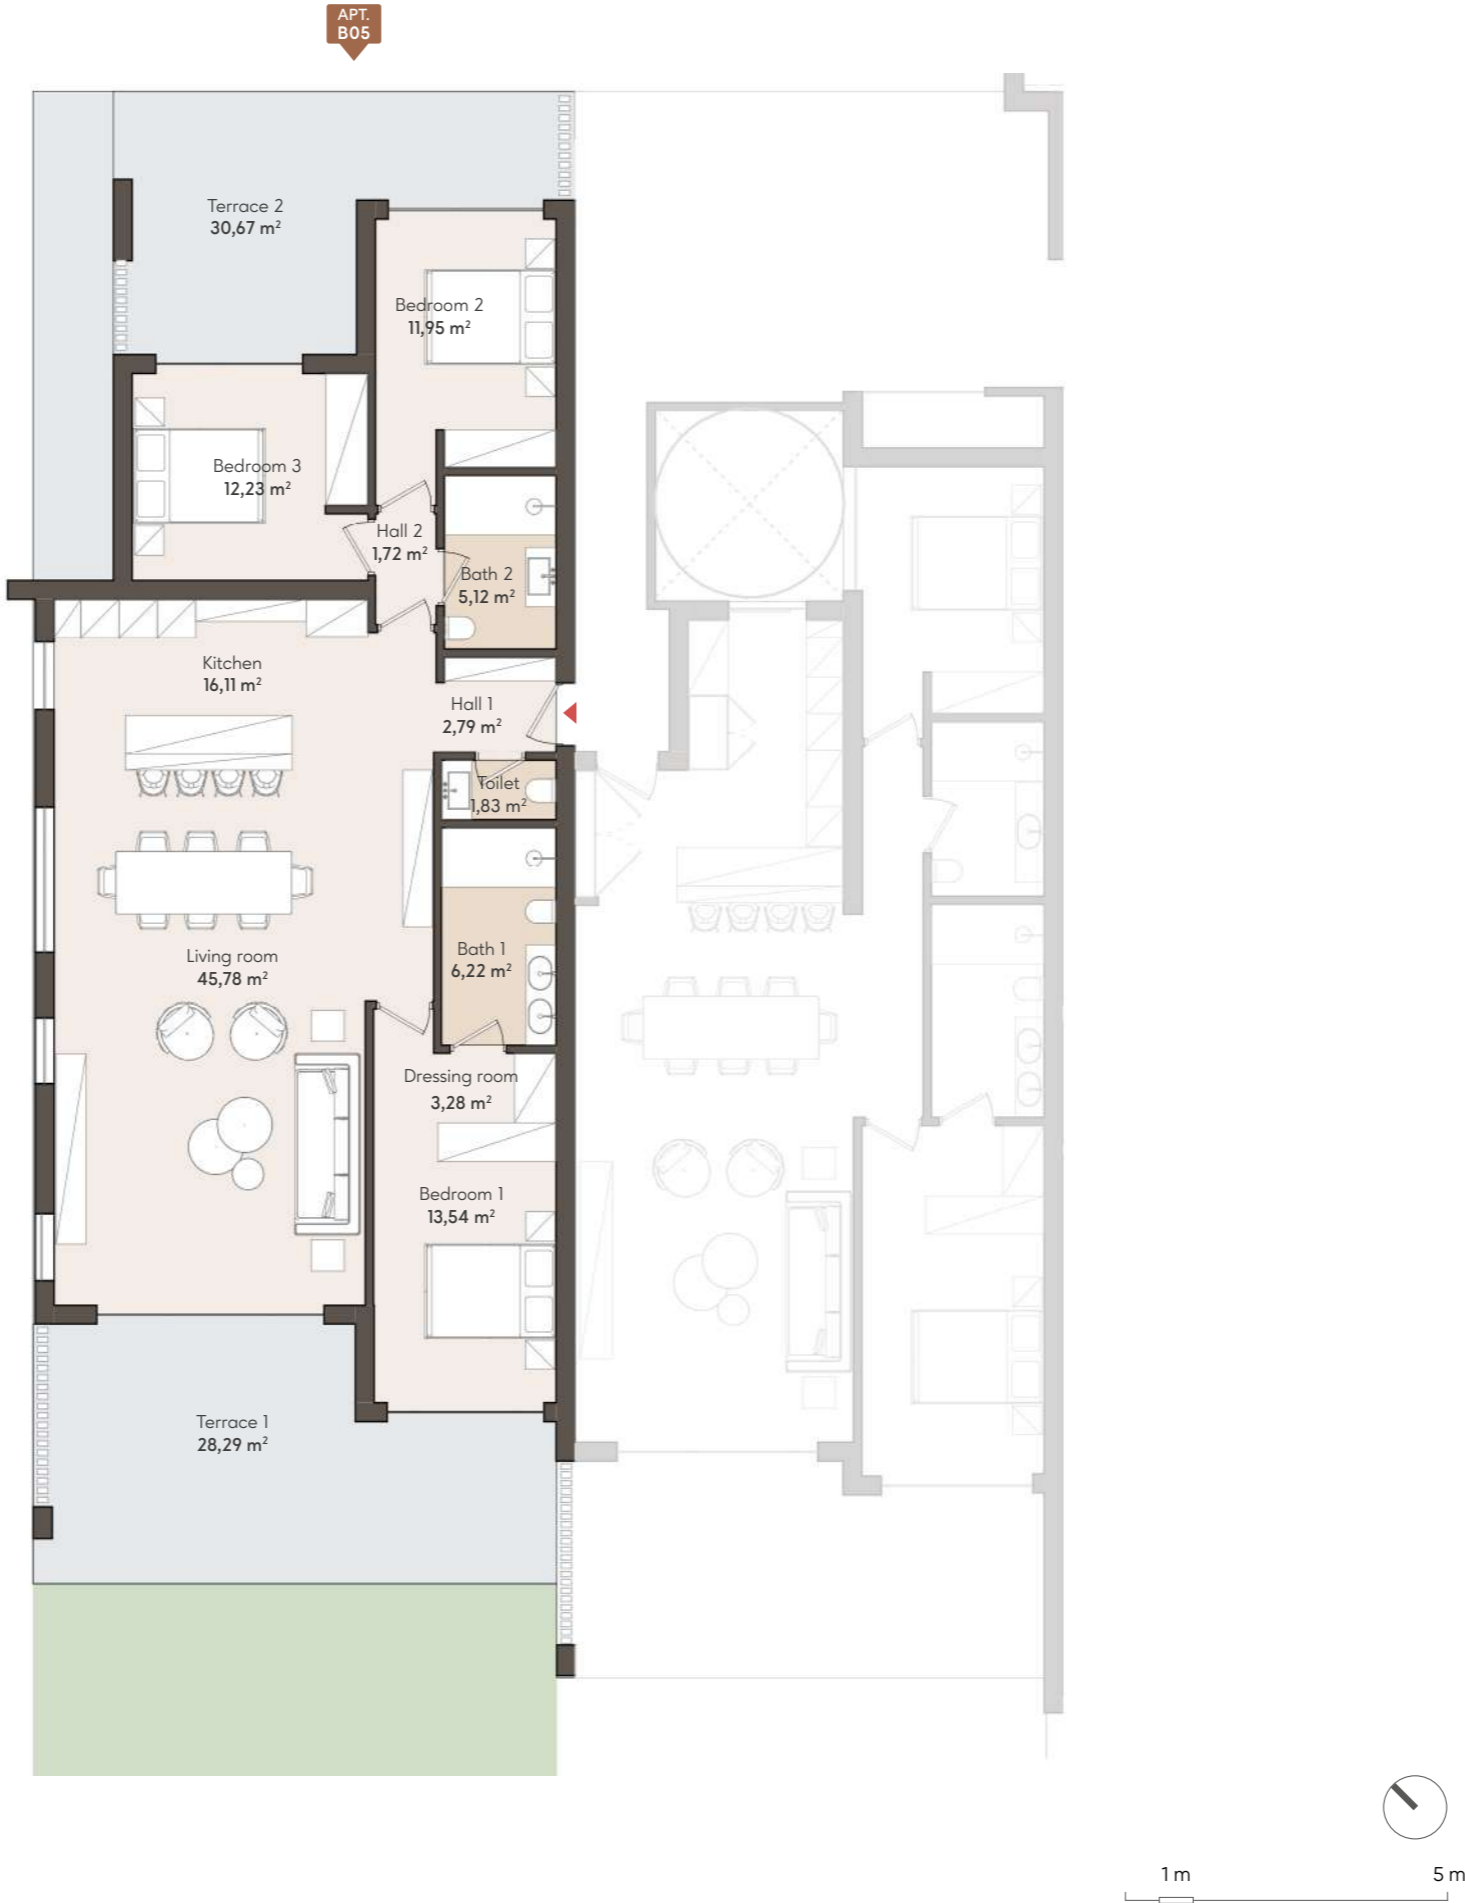 APT.
B05
Terrace 2
30,67 m²
Bedroom 2
11,95 m²
Bedroom 3
12,23 m²
Hall 2
1,72 m²
Bath 2
5,12 m²
Kitchen
16,11 m²
Hall 1
2,79 m²
Toilet
1,83 m²
Living room
45,78 m²
Bath 1
6,22 m²
Dressing room
3,28 m²
Bedroom 1
13,54 m²
Terrace 1
28,29 m²
1 m
5 m